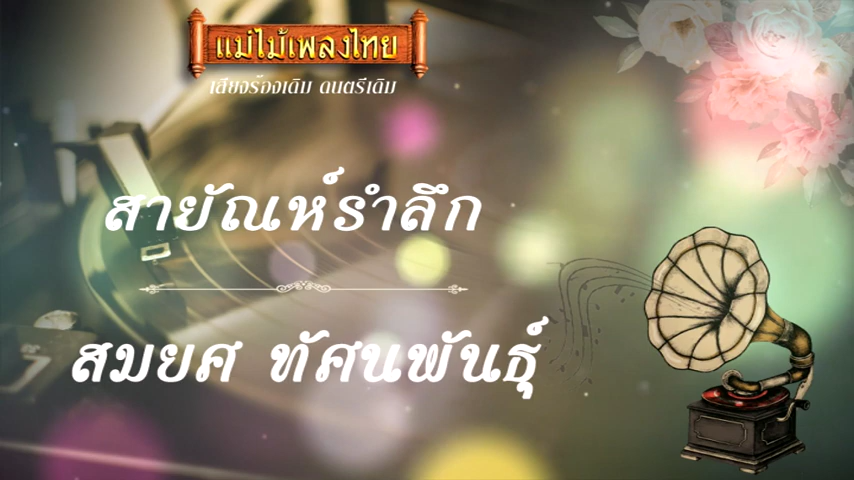 แม่ไม้เพลงไทย
เสียงร้องเดิม ดนตรีเดิม
สายัณห์รำลึก
สมยศ ทัศนพันธุ์